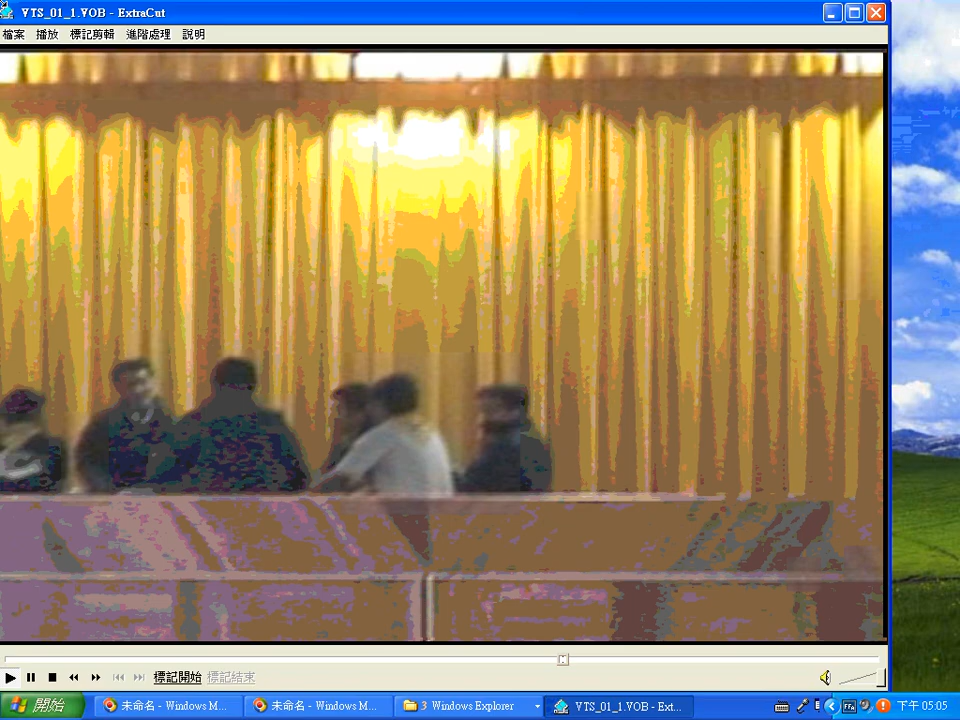 VTS_01_1.VOB - ExtraCut
檔案 播放 標記剪輯 進階處理 說明
標記開始 標記結束
開始 未命名 - Windows M... 未命名 - Windows M... 3 Windows Explorer VTS_01_1.VOB - Ext... 下午 05:05